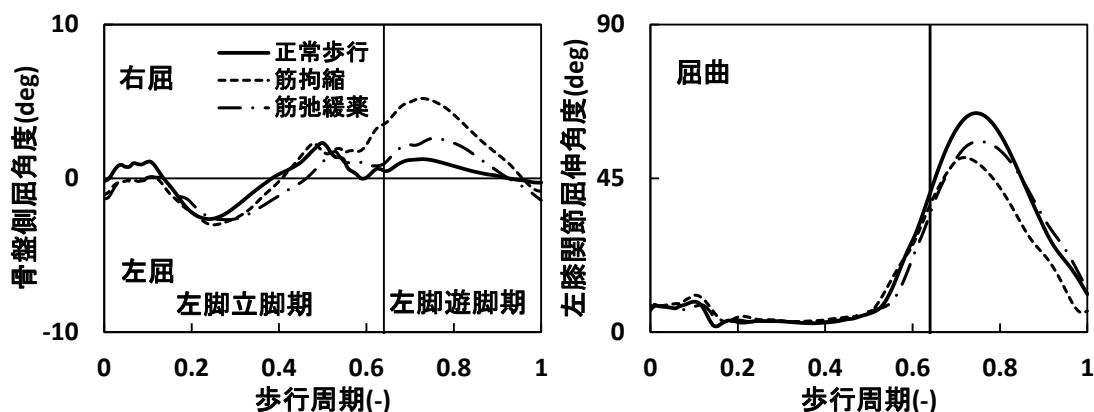 骨盤側屈角度(deg)
10
0
-10
正常歩行
筋拘縮
筋弛緩薬
右屈
左屈
左脚立脚期
左脚遊脚期
0 0.2 0.4 0.6 0.8 1
歩行周期(-)
左膝関節屈伸角度(deg)
90
45
0
屈曲
0 0.2 0.4 0.6 0.8 1
歩行周期(-)